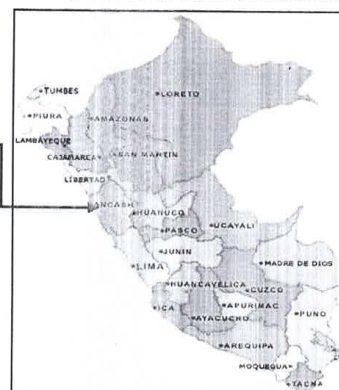 TUMBES
LORETO
PIURA
AMAZONAS
LAMBAYEQUE
CAJAMARCA
SAN MARTIN
LIBERTAD
ANCASH
HUANUCO
UCAYALI
PASCO
JUNIN
LIMA
MADRE DE DIOS
HUANCAVELICA
CUZCO
ICA
APURIMAC
PUNO
AYACUCHO
AREQUIPA
MOQUEGUA
TACNA